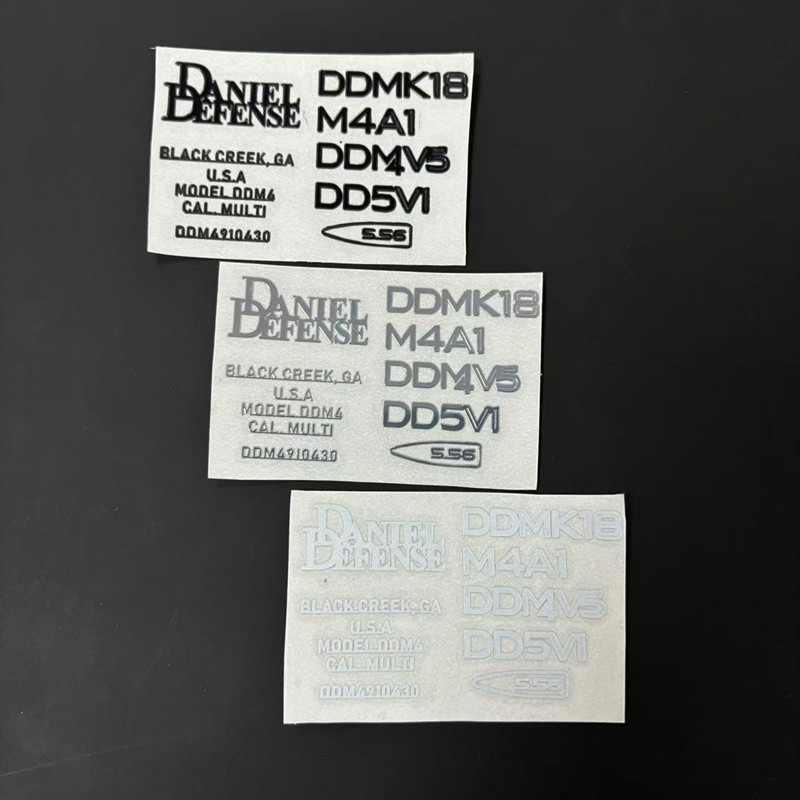 DANIEL
DEFENSE
BLACK CREEK, GA
U.S.A
MODEL DDM4
CAL. MULTI
DDM4910430
DDMK18
M4A1
DDM4V5
DD5V1
5.56
DANIEL
DEFENSE
BLACK CREEK, GA
U.S.A
MODEL DDM4
CAL. MULTI
DDM4910430
DDMK18
M4A1
DDM4V5
DD5V1
5.56
DANIEL
DEFENSE
BLACK CREEK, GA
U.S.A
MODEL DDM4
CAL. MULTI
DDM4910430
DDMK18
M4A1
DDM4V5
DD5V1
5.56